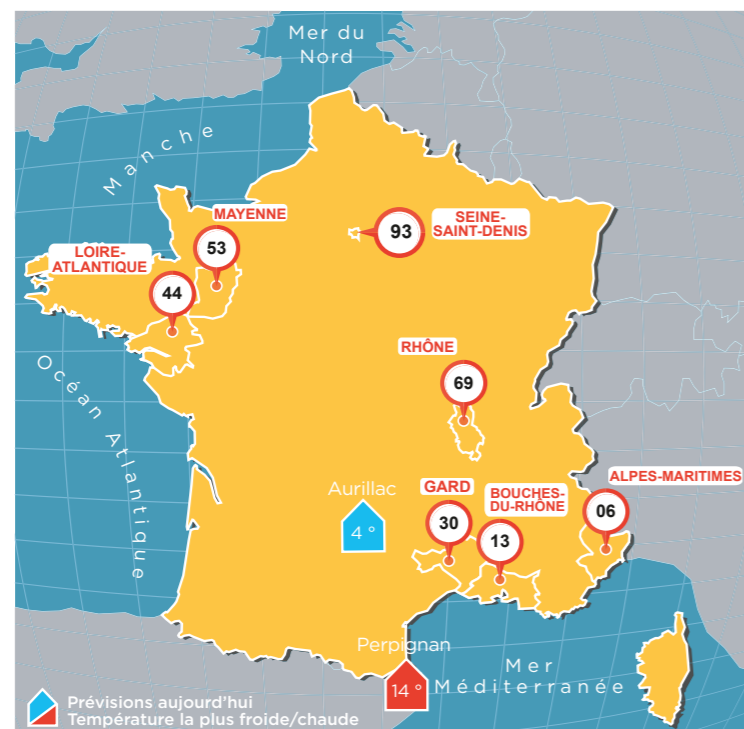 Mer du
Nord
Manche
MAYENNE
53
SEINE-
SAINT-DENIS
93
LOIRE-
ATLANTIQUE
44
RHÔNE
69
Océan Atlantique
Aurillac
4 °
GARD
30
BOUCHES-
DU-RHÔNE
13
ALPES-MARITIMES
06
Perpignan
14 °
Mer
Méditerranée
Prévisions aujourd'hui
Température la plus froide/chaude